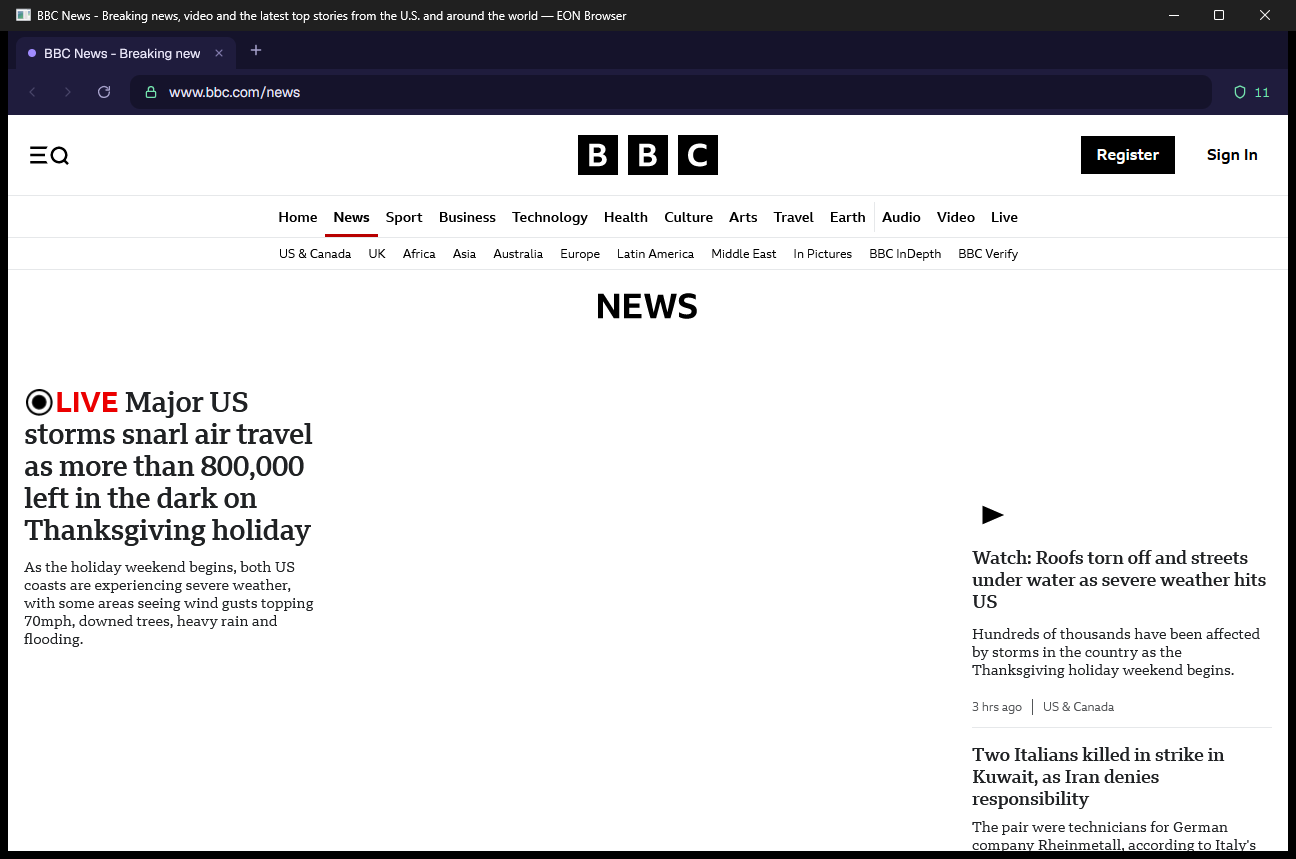 BBC News - Breaking news, video and the latest top stories from the U.S. and around the world — EON Browser
BBC News - Breaking new
www.bbc.com/news
11
BBC
Register
Sign In
Home News Sport Business Technology Health Culture Arts Travel Earth Audio Video Live
US & Canada UK Africa Asia Australia Europe Latin America Middle East In Pictures BBC InDepth BBC Verify
NEWS
LIVE Major US
storms snarl air travel
as more than 800,000
left in the dark on
Thanksgiving holiday
As the holiday weekend begins, both US
coasts are experiencing severe weather,
with some areas seeing wind gusts topping
70mph, downed trees, heavy rain and
flooding.
Watch: Roofs torn off and streets
under water as severe weather hits
US
Hundreds of thousands have been affected
by storms in the country as the
Thanksgiving holiday weekend begins.
3 hrs ago
US & Canada
Two Italians killed in strike in
Kuwait, as Iran denies
responsibility
The pair were technicians for German
company Rheinmetall, according to Italy's